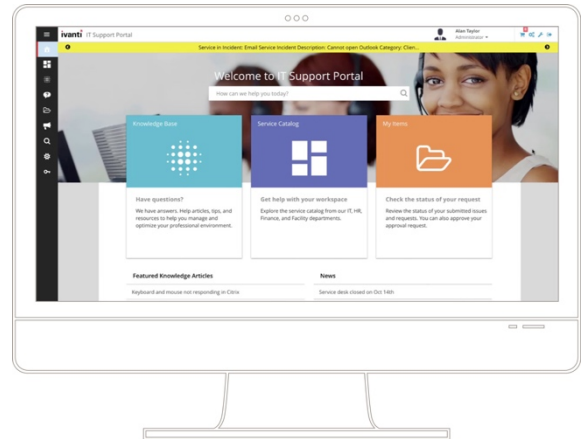 ivanti IT Support Portal
Alan Taylor
Administrator
Service in Incident: Email Service Incident Description: Cannot open Outlook Category: Clien...
Welcome to IT Support Portal
How can we help you today?
Knowledge Base
Service Catalog
My Items
Have questions?
We have answers. Help articles, tips, and
resources to help you manage and
optimize your professional environment.
Get help with your workspace
Explore the service catalog from our IT, HR,
Finance, and Facility departments.
Check the status of your request
Review the status of your submitted issues
and requests. You can also approve your
approval request.
Featured Knowledge Articles
News
Keyboard and mouse not responding in Citrix
Service desk closed on Oct 14th